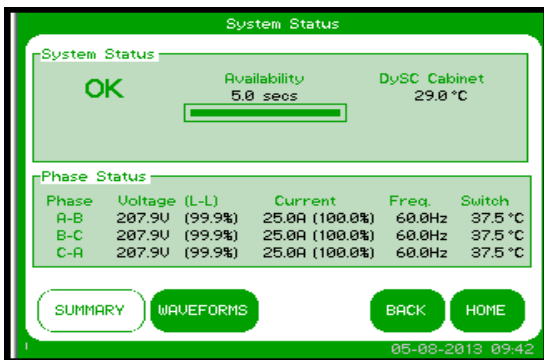 System Status
System Status
OK
Availability
5.0 secs
DySC Cabinet
29.0 °C
Phase Status
Phase Voltage (L-L) Current Freq. Switch
A-B 207.9V (99.9%) 25.0A (100.0%) 60.0Hz 37.5 °C
B-C 207.9V (99.9%) 25.0A (100.0%) 60.0Hz 37.5 °C
C-A 207.9V (99.9%) 25.0A (100.0%) 60.0Hz 37.5 °C
SUMMARY WAVEFORMS BACK HOME
05-08-2013 09:42